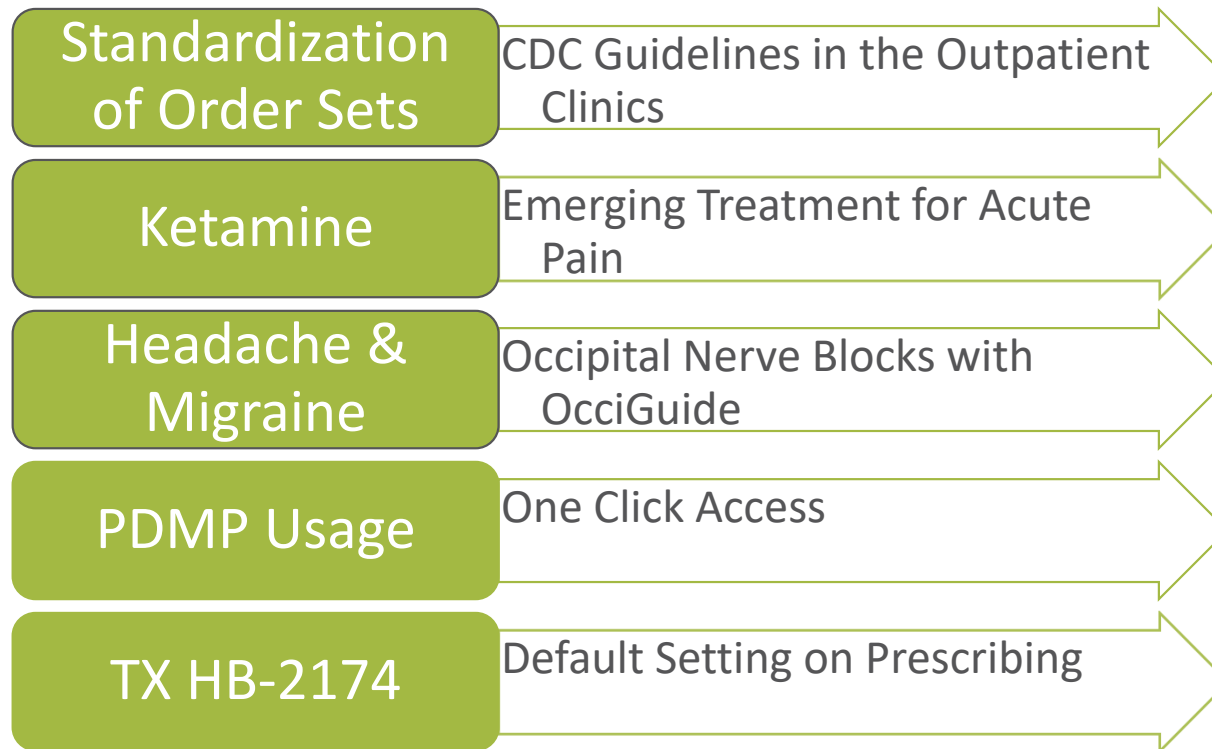 Standardization
of Order Sets
CDC Guidelines in the Outpatient
Clinics
Ketamine
Emerging Treatment for Acute
Pain
Headache &
Migraine
Occipital Nerve Blocks with
OcciGuide
PDMP Usage
One Click Access
TX HB-2174
Default Setting on Prescribing